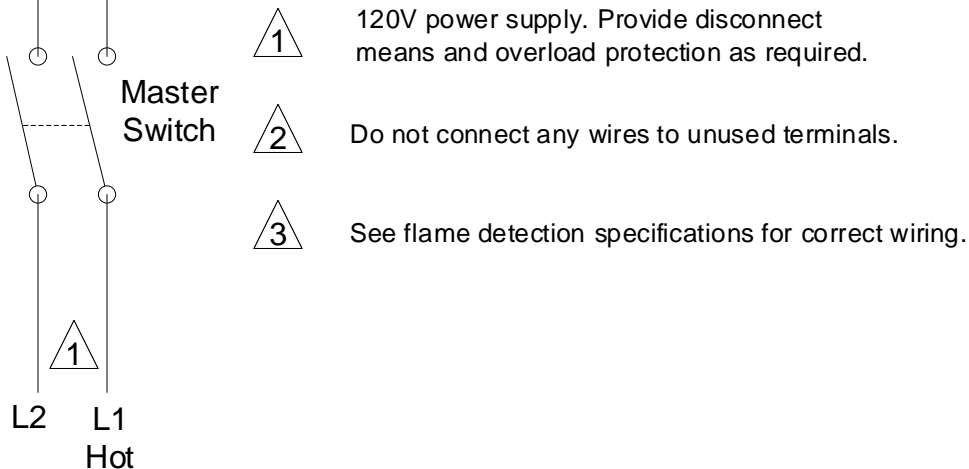 1
120V power supply. Provide disconnect
means and overload protection as required.
Master
Switch
2
Do not connect any wires to unused terminals.
3
See flame detection specifications for correct wiring.
1
L2
L1
Hot